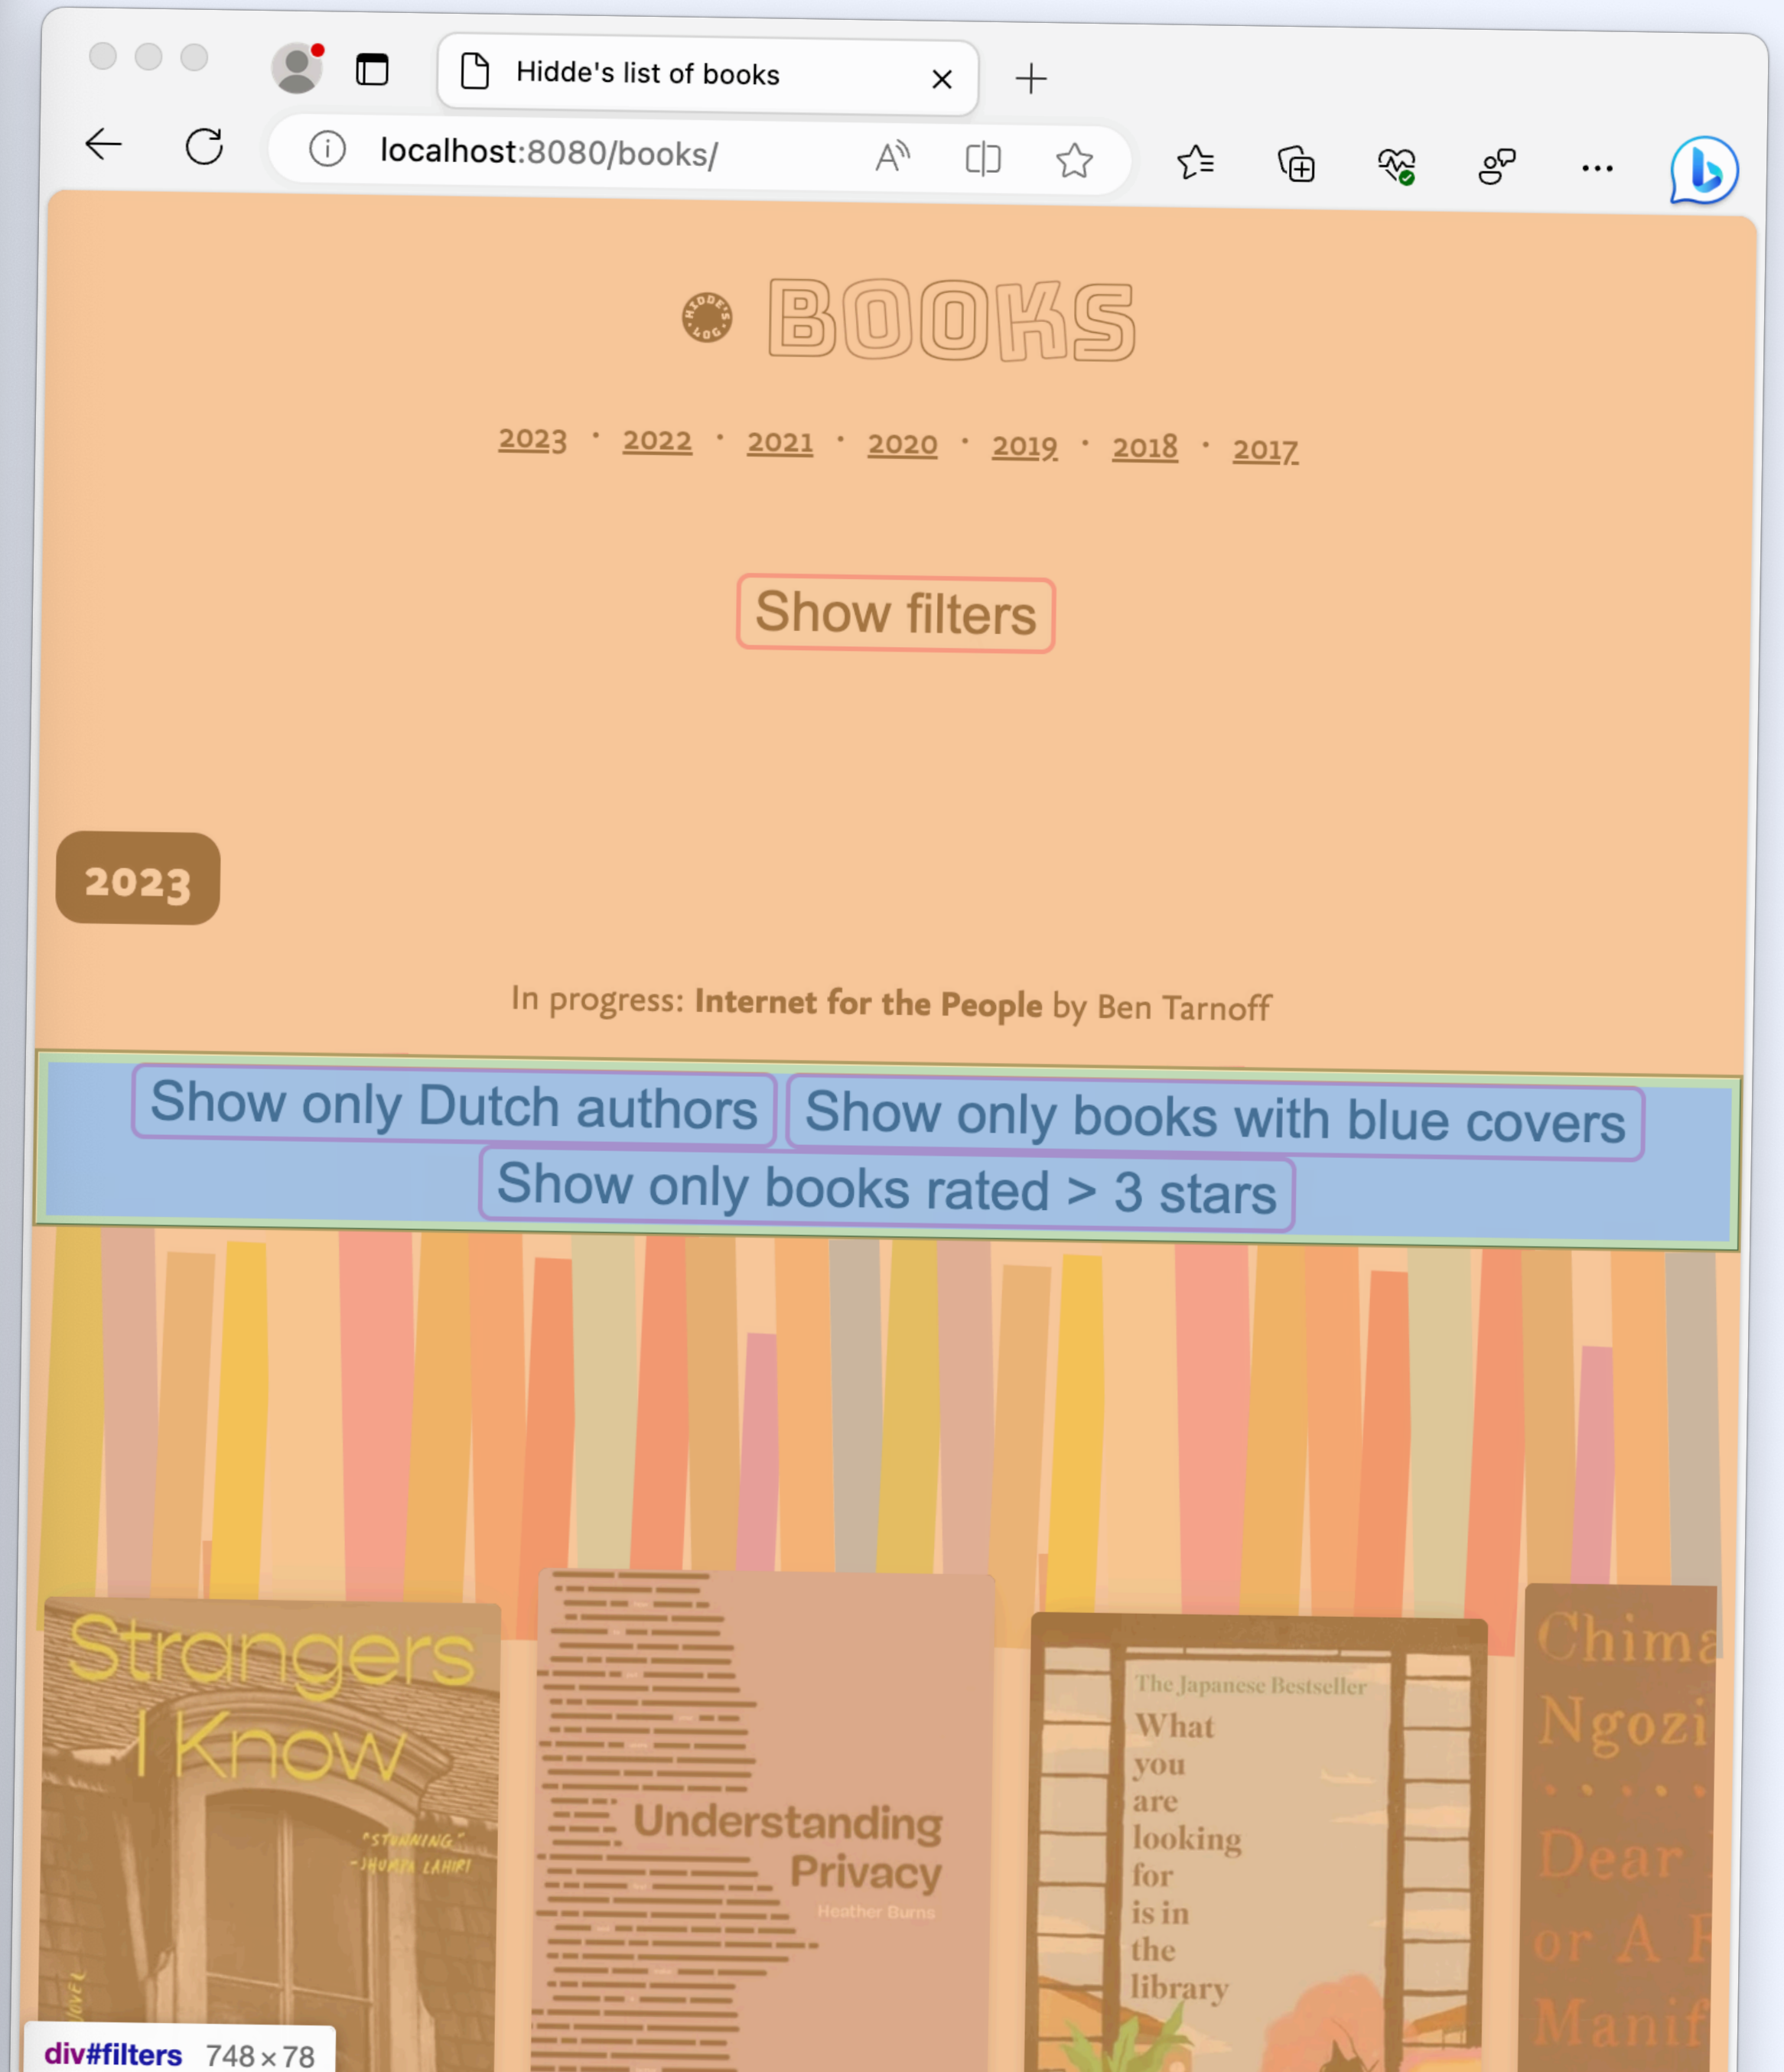 Hidde's list of books
localhost:8080/books/
HIDDE'S LOG
BOOKS
2023 · 2022 · 2021 · 2020 · 2019 · 2018 · 2017
Show filters
2023
In progress: Internet for the People by Ben Tarnoff
Show only Dutch authors Show only books with blue covers
Show only books rated > 3 stars
Strangers
I Know
"STUNNING"
-JHUMPA LAHIRI
Understanding
Privacy
Heather Burns
The Japanese Bestseller
What
you
are
looking
for
is in
the
library
Chima
Ngozi
Dear
or A F
Manif
div#filters 748×78